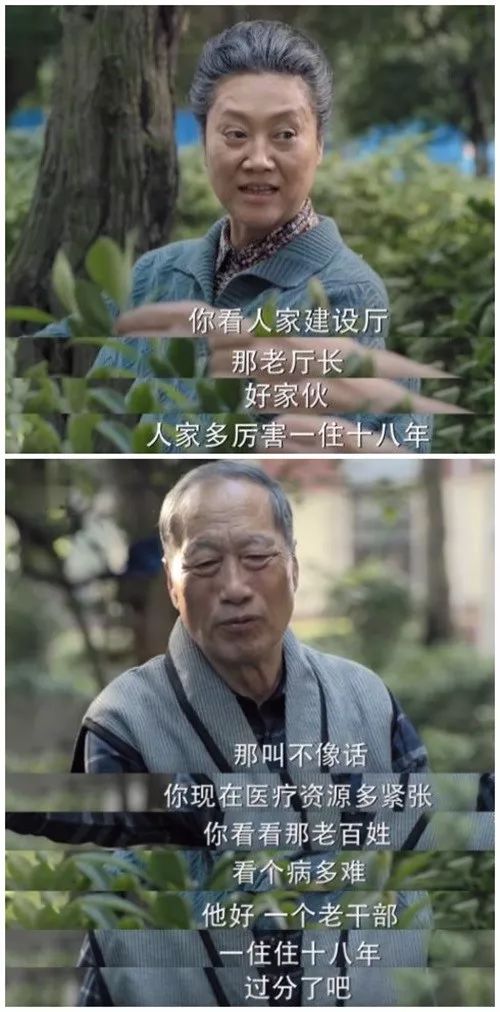 你看人家建设厅
那老厅长
好家伙
人家多厉害一住十八年
那叫不像话
你现在医疗资源多紧张
你看看那老百姓
看个病多难
他好 一个老干部
一住住十八年
过分了吧